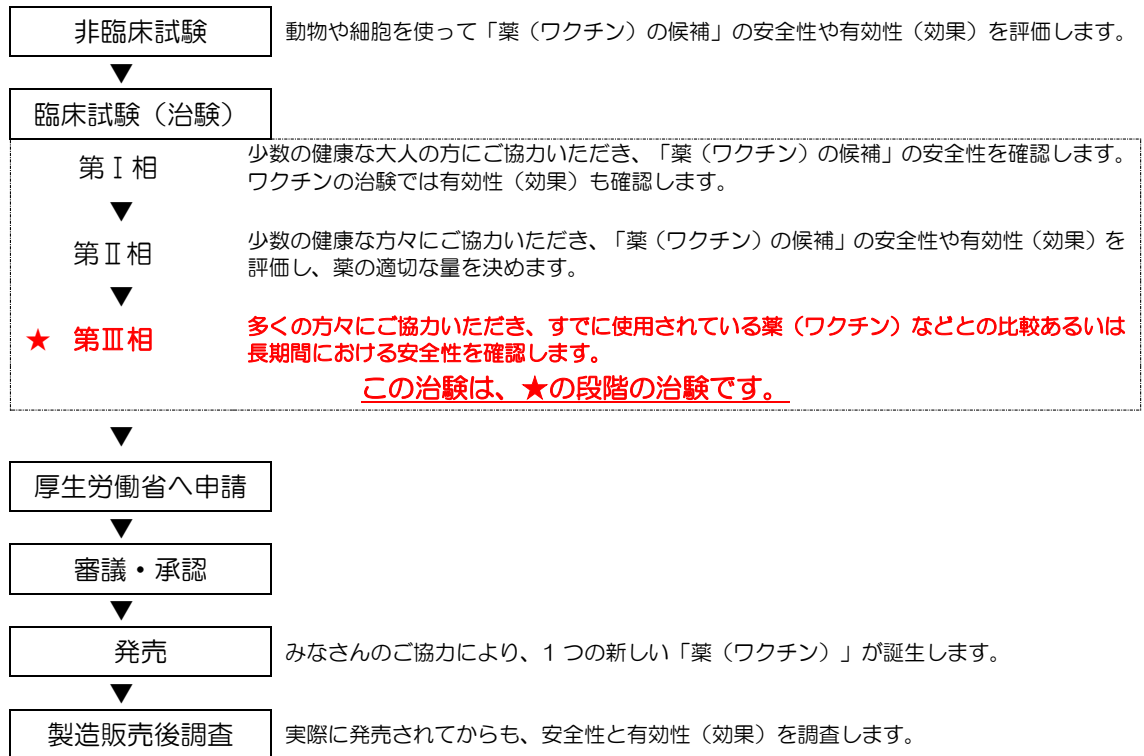 非臨床試験
動物や細胞を使って「薬（ワクチン）の候補」の安全性や有効性（効果）を評価します。
▼
臨床試験（治験）
第Ⅰ相
少数の健康な大人の方にご協力いただき、「薬（ワクチン）の候補」の安全性を確認します。
ワクチンの治験では有効性（効果）も確認します。
▼
第Ⅱ相
少数の健康な方々にご協力いただき、「薬（ワクチン）の候補」の安全性や有効性（効果）を
評価し、薬の適切な量を決めます。
▼
★ 第Ⅲ相
多くの方々にご協力いただき、すでに使用されている薬（ワクチン）などとの比較あるいは
長期間における安全性を確認します。
この治験は、★の段階の治験です。
▼
厚生労働省へ申請
▼
審議・承認
▼
発売
みなさんのご協力により、1つの新しい「薬（ワクチン）」が誕生します。
▼
製造販売後調査
実際に発売されてからも、安全性と有効性（効果）を調査します。